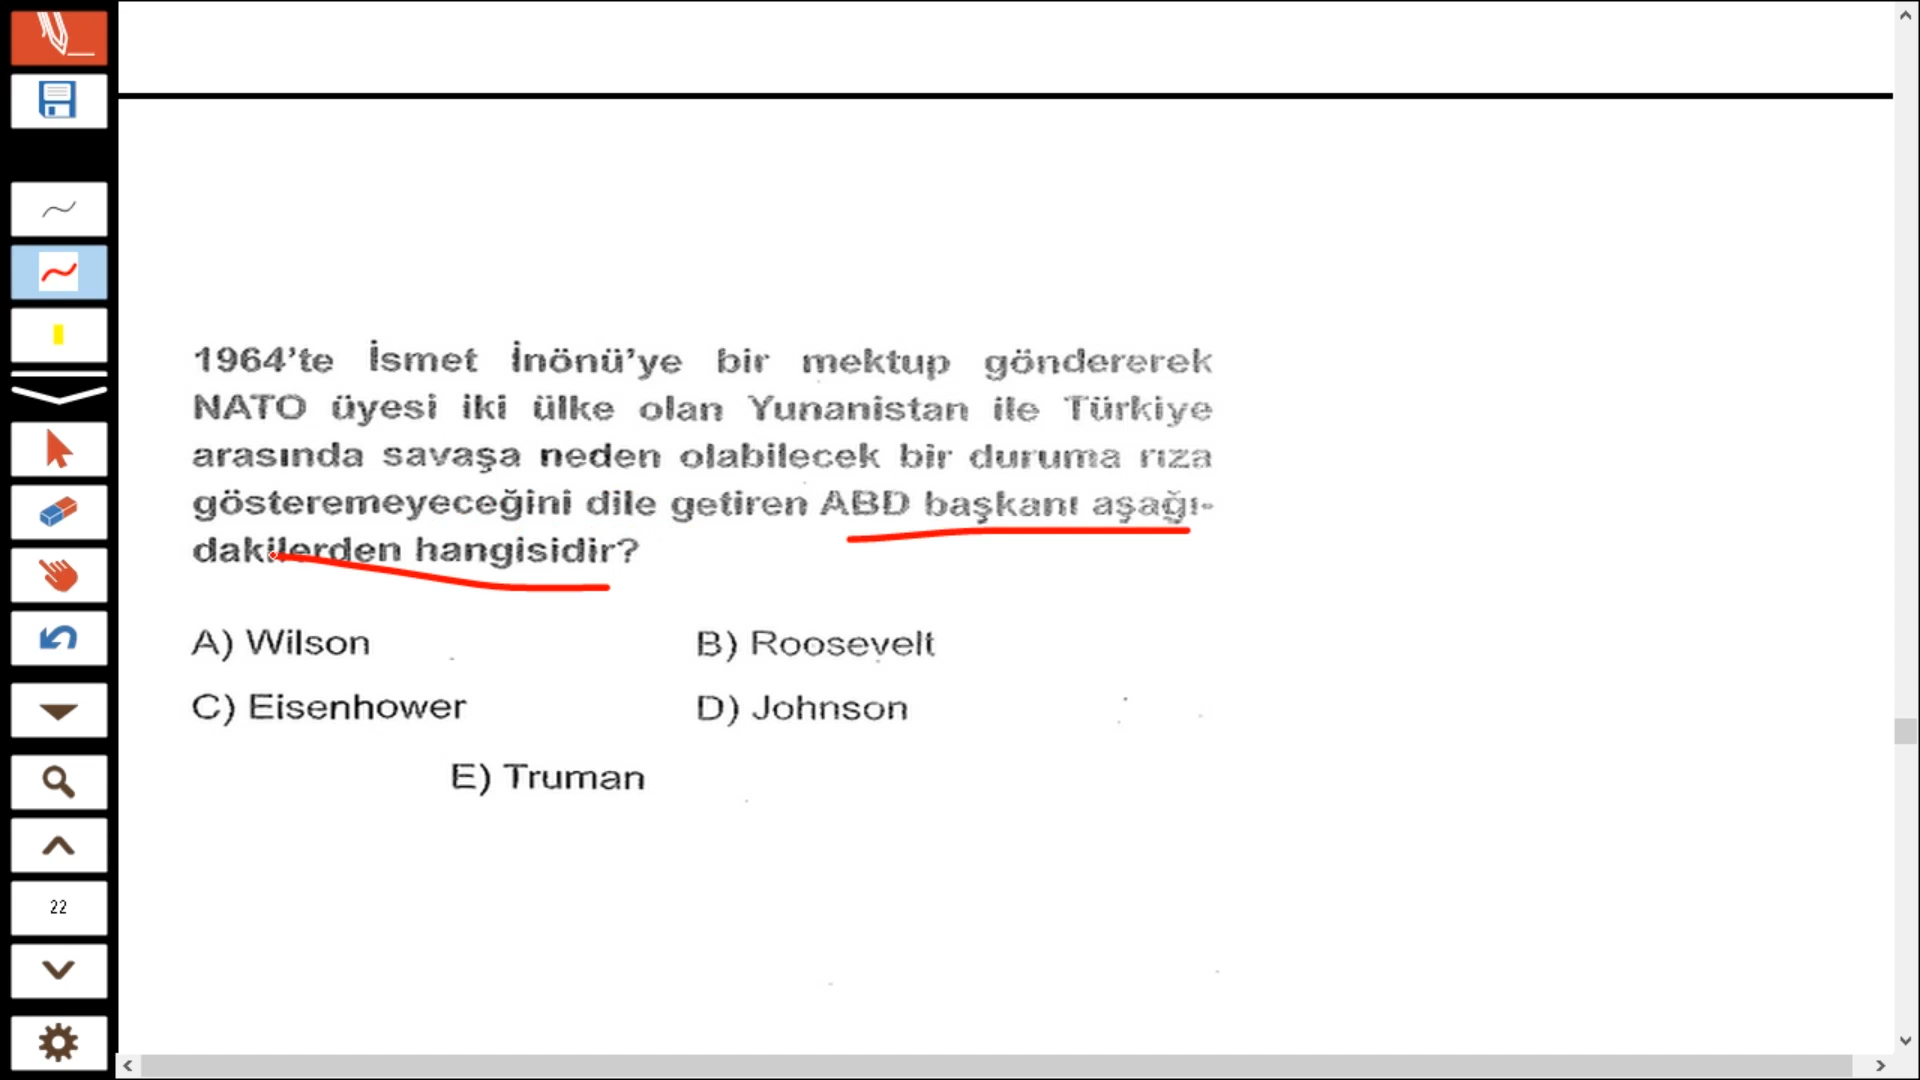 1964'te İsmet İnönü'ye bir mektup göndererek
NATO üyesi iki ülke olan Yunanistan ile Türkiye
arasında savaşa neden olabilecek bir duruma rıza
gösteremeyeceğini dile getiren ABD başkanı aşağı-
dakilerden hangisidir?
A) Wilson B) Roosevelt
C) Eisenhower D) Johnson
E) Truman
22